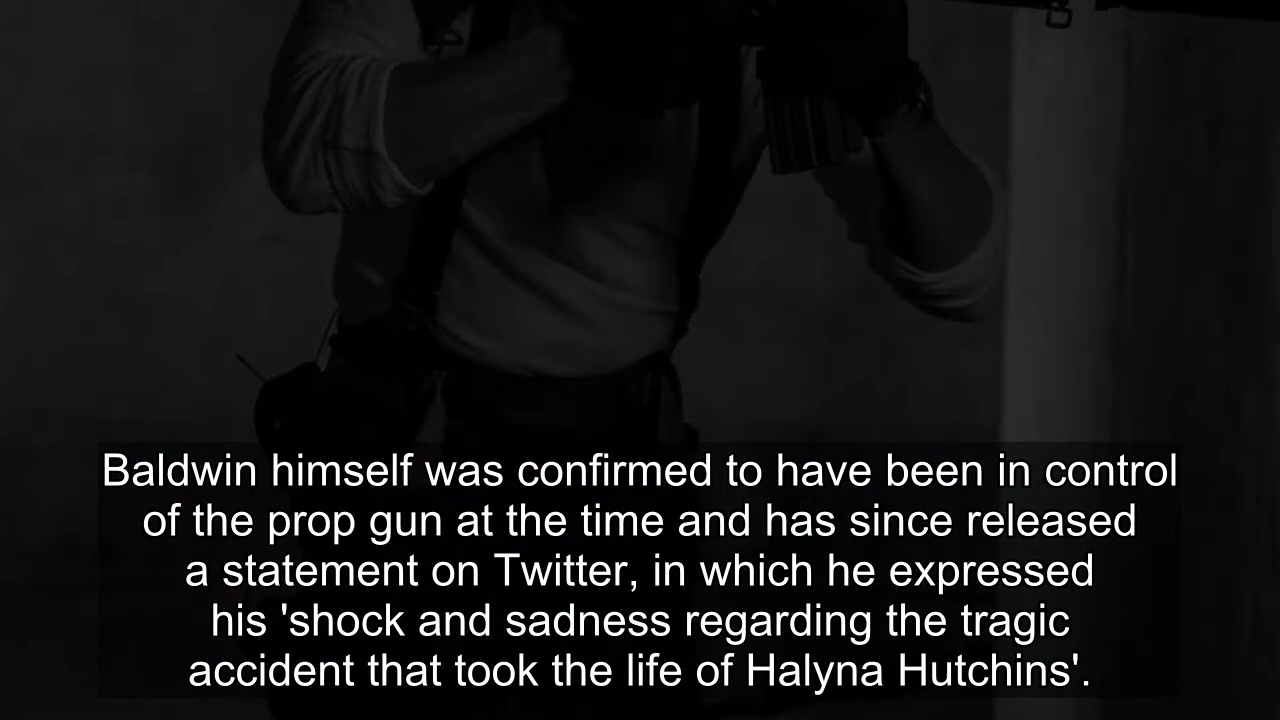 Baldwin himself was confirmed to have been in control
of the prop gun at the time and has since released
a statement on Twitter, in which he expressed
his 'shock and sadness regarding the tragic
accident that took the life of Halyna Hutchins'.